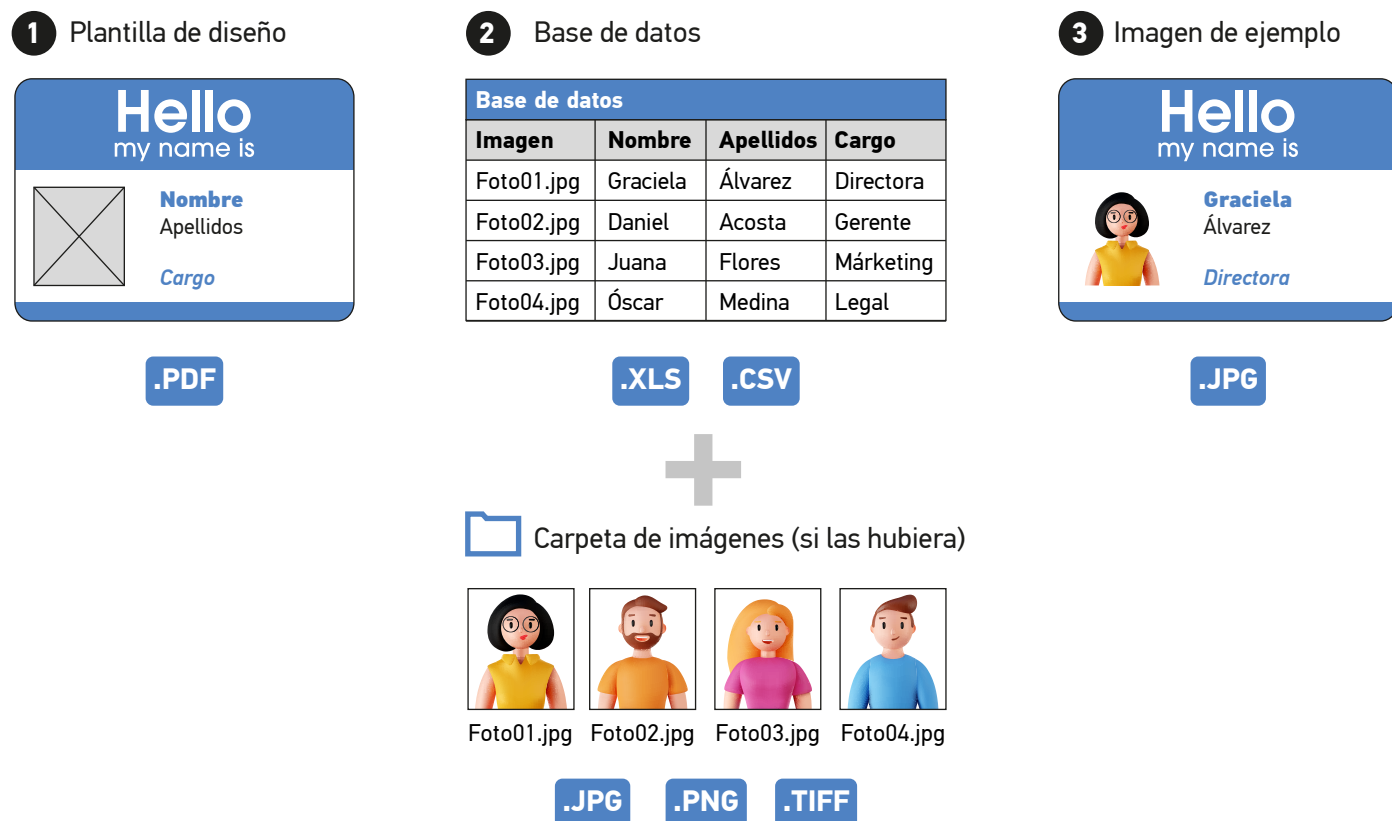 1 Plantilla de diseño
Hello
my name is
Nombre
Apellidos
Cargo
.PDF
2 Base de datos
Base de datos
Imagen Nombre Apellidos Cargo
Foto01.jpg Graciela Álvarez Directora
Foto02.jpg Daniel Acosta Gerente
Foto03.jpg Juana Flores Márketing
Foto04.jpg Óscar Medina Legal
.XLS .CSV
Carpeta de imágenes (si las hubiera)
Foto01.jpg Foto02.jpg Foto03.jpg Foto04.jpg
.JPG .PNG .TIFF
3 Imagen de ejemplo
Hello
my name is
Graciela
Álvarez
Directora
.JPG